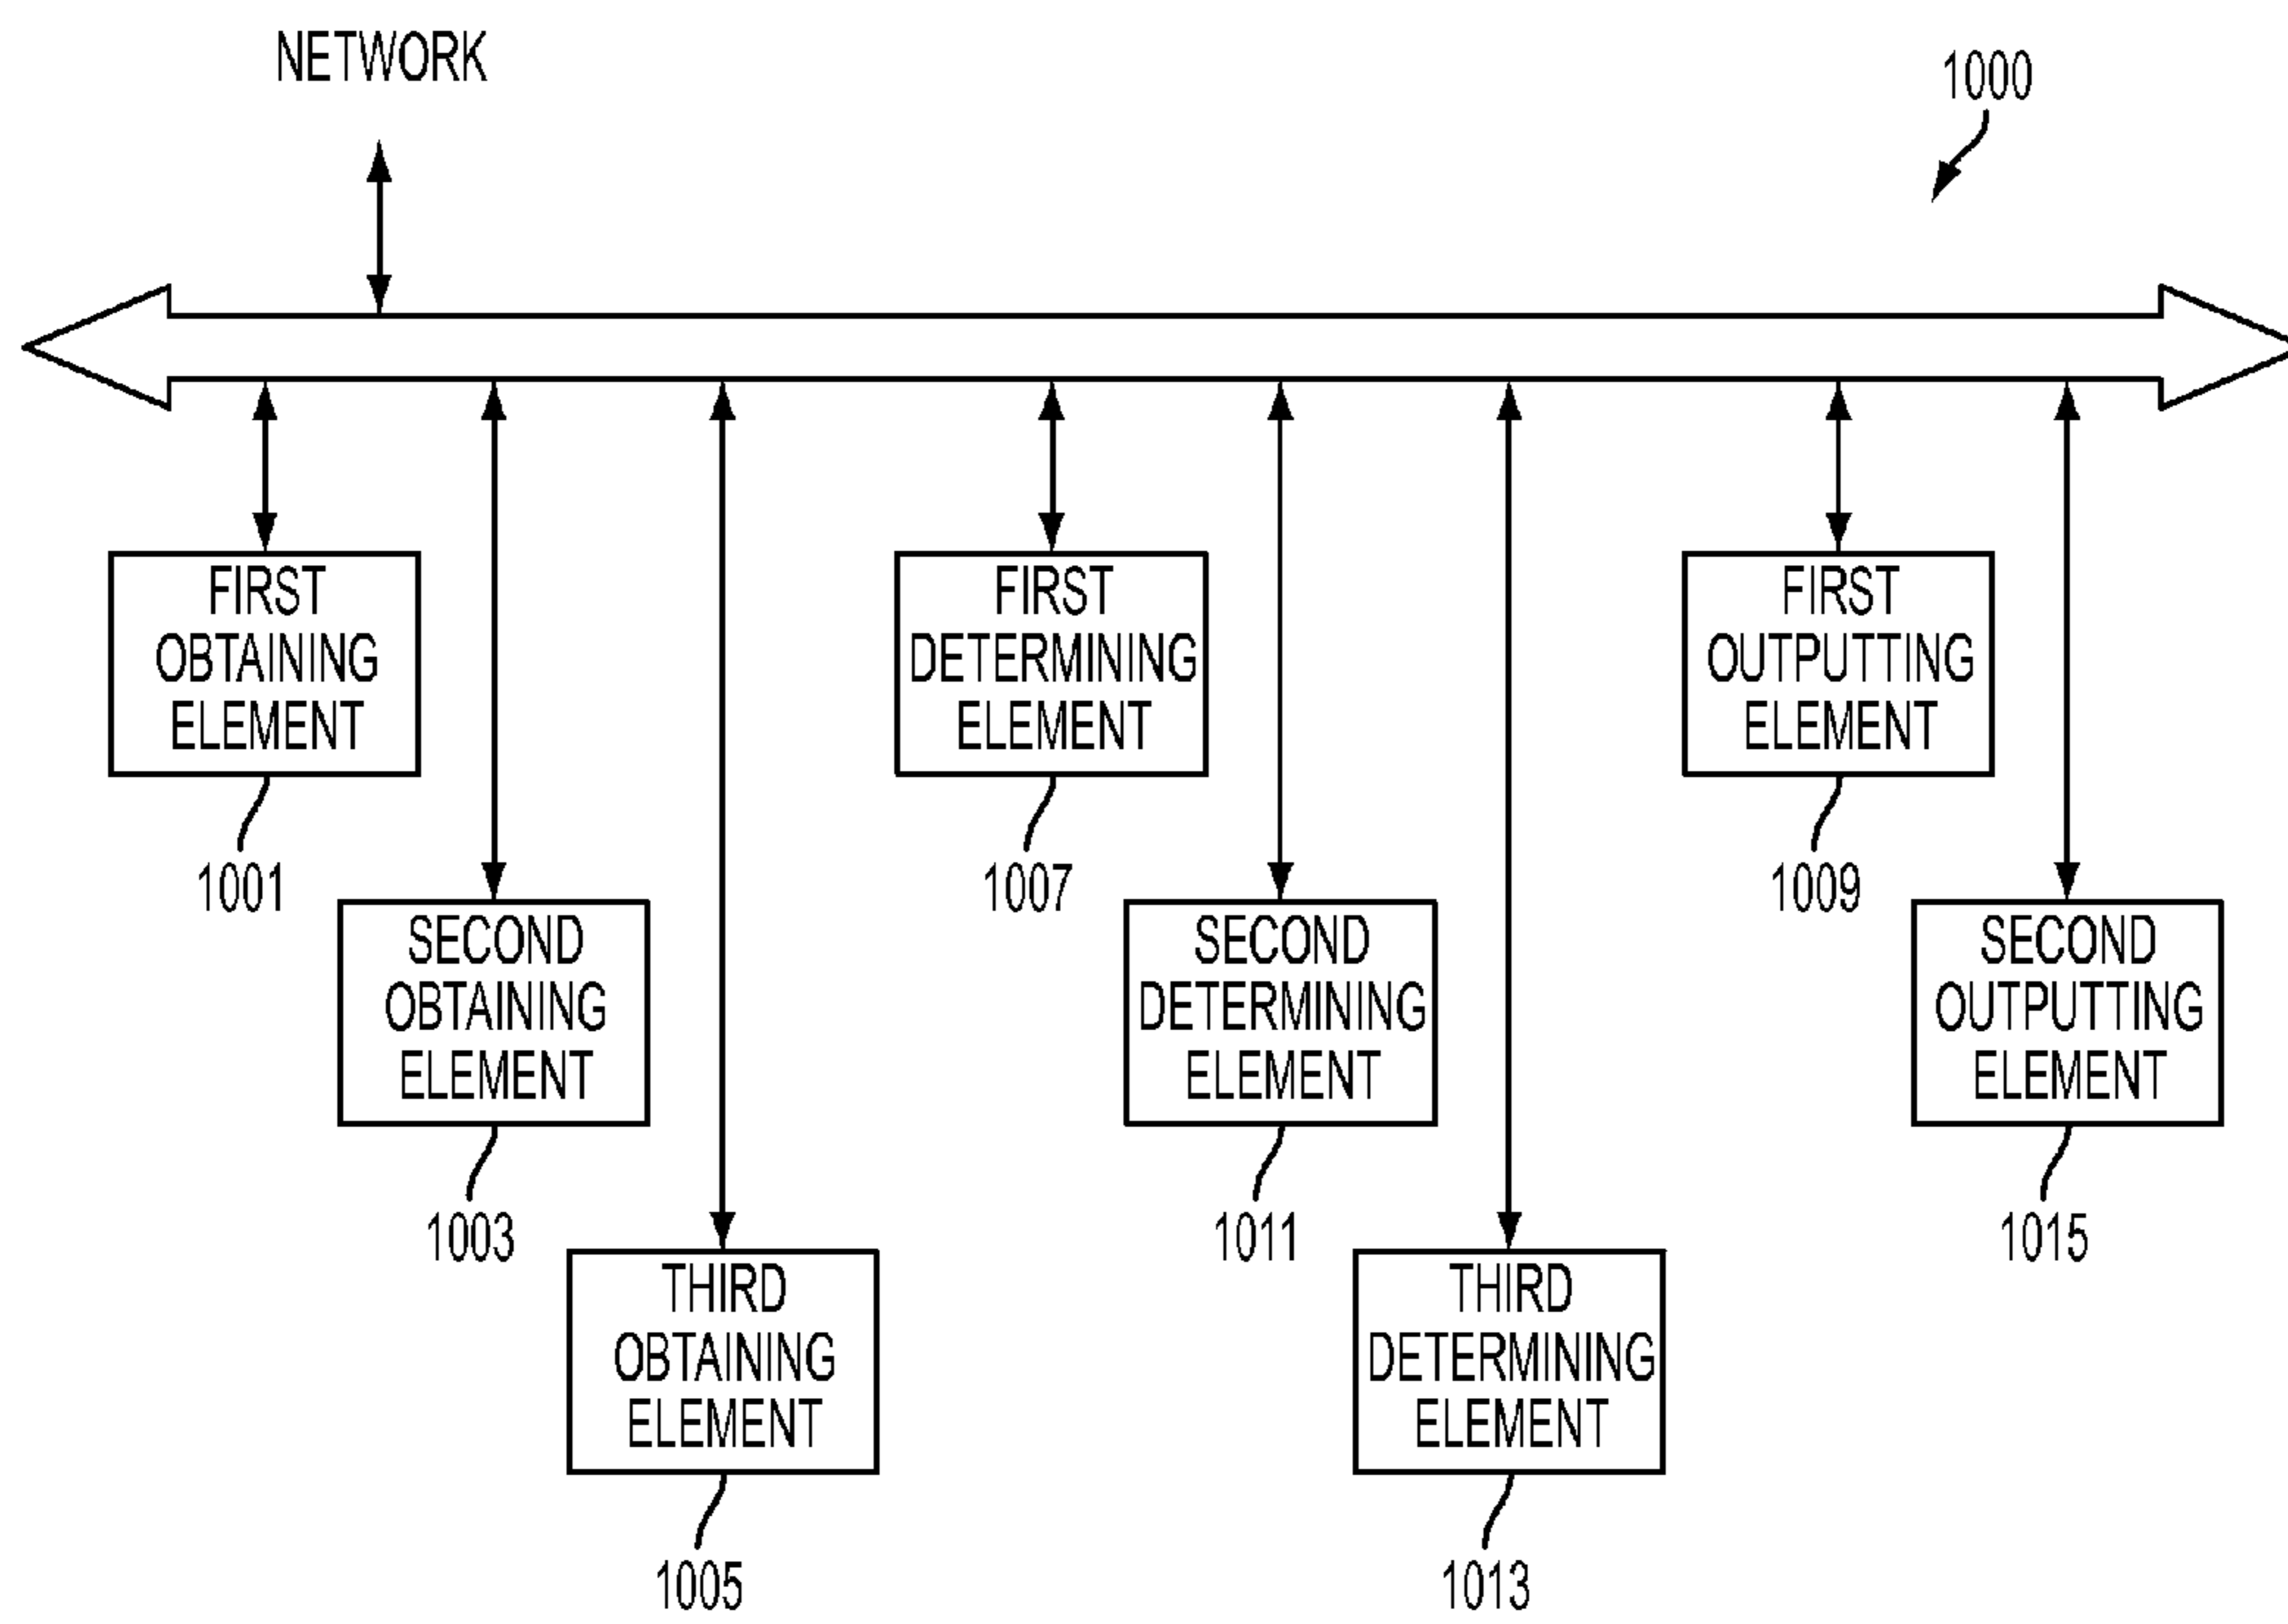 NETWORK
1000
FIRST
OBTAINING
ELEMENT
1001
FIRST
DETERMINING
ELEMENT
1007
FIRST
OUTPUTTING
ELEMENT
1009
SECOND
OBTAINING
ELEMENT
1003
SECOND
DETERMINING
ELEMENT
1011
SECOND
OUTPUTTING
ELEMENT
1015
THIRD
OBTAINING
ELEMENT
1005
THIRD
DETERMINING
ELEMENT
1013